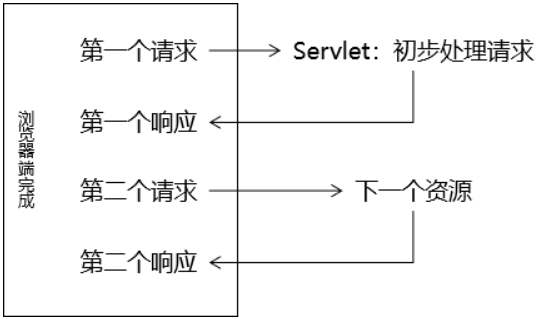 第一个请求
Servlet：初步处理请求
第一个响应
浏览器端完成
第二个请求
下一个资源
第二个响应